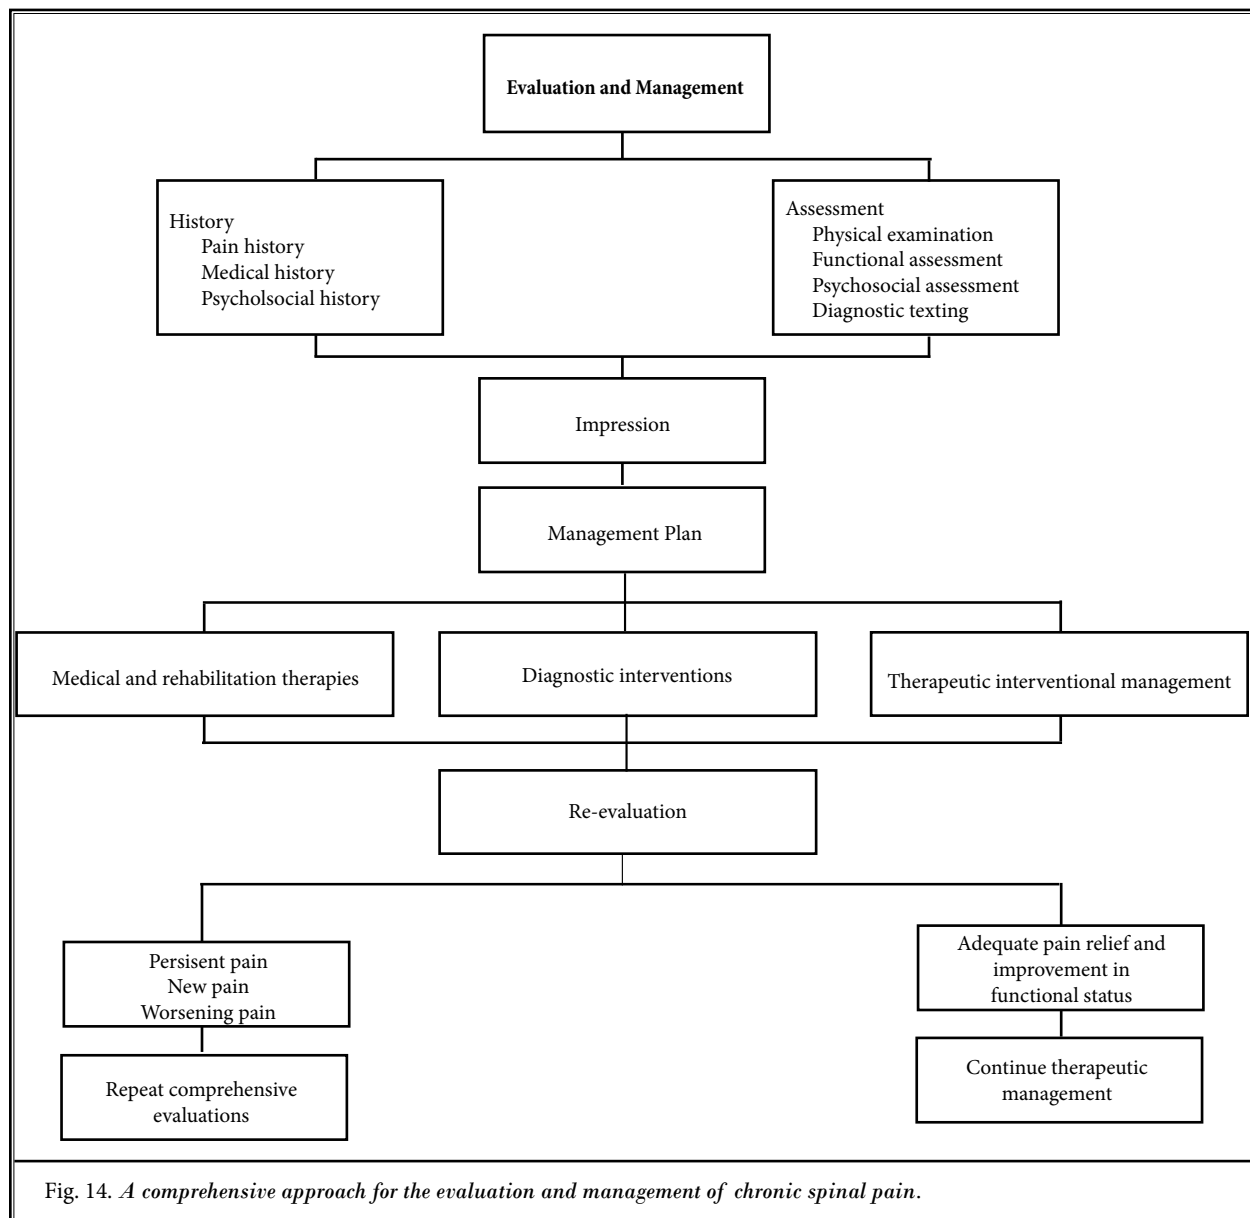 Evaluation and Management
History
Pain history
Medical history
Psycholsocial history
Assessment
Physical examination
Functional assessment
Psychosocial assessment
Diagnostic texting
Impression
Management Plan
Medical and rehabilitation therapies
Diagnostic interventions
Therapeutic interventional management
Re-evaluation
Persisent pain
New pain
Worsening pain
Adequate pain relief and
improvement in
functional status
Repeat comprehensive
evaluations
Continue therapeutic
management
Fig. 14. A comprehensive approach for the evaluation and management of chronic spinal pain.